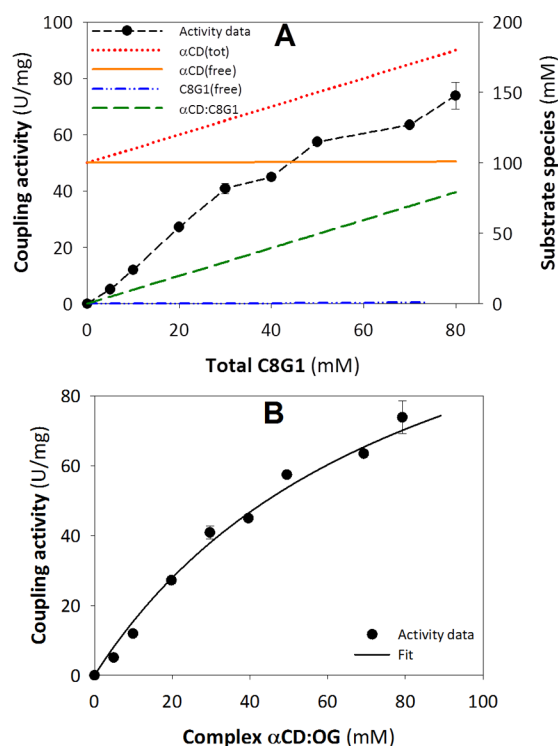 A
Activity data
αCD(tot)
αCD(free)
C8G1(free)
αCD:C8G1
100
80
60
40
20
0
200
150
100
50
0
0 20 40 60 80
Coupling activity (U/mg)
Substrate species (mM)
Total C8G1 (mM)
B
80
60
40
20
0
Coupling activity (U/mg)
Activity data
Fit
0 20 40 60 80 100
Complex αCD:OG (mM)